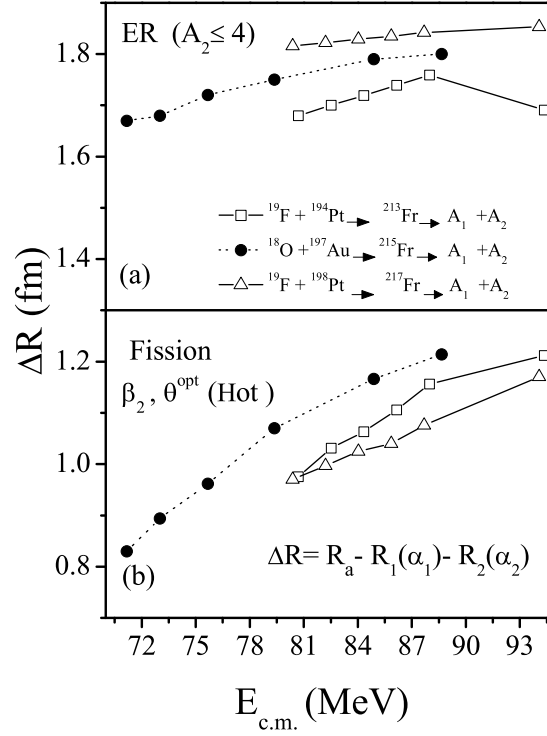 ER (A₂≤ 4)
1.8
1.6
1.4
¹⁹F + ¹⁹⁴Pt → ²¹³Fr → A₁ +A₂
¹⁸O +¹⁹⁷Au → ²¹⁵Fr → A₁ +A₂
¹⁹F + ¹⁹⁸Pt → ²¹⁷Fr → A₁ +A₂
(a)
ΔR (fm)
Fission
β₂ , θᵒᵖᵗ (Hot )
1.2
1.0
0.8
ΔR= Rₐ- R₁(α₁)- R₂(α₂)
(b)
72 75 78 81 84 87 90 93
E_c.m. (MeV)